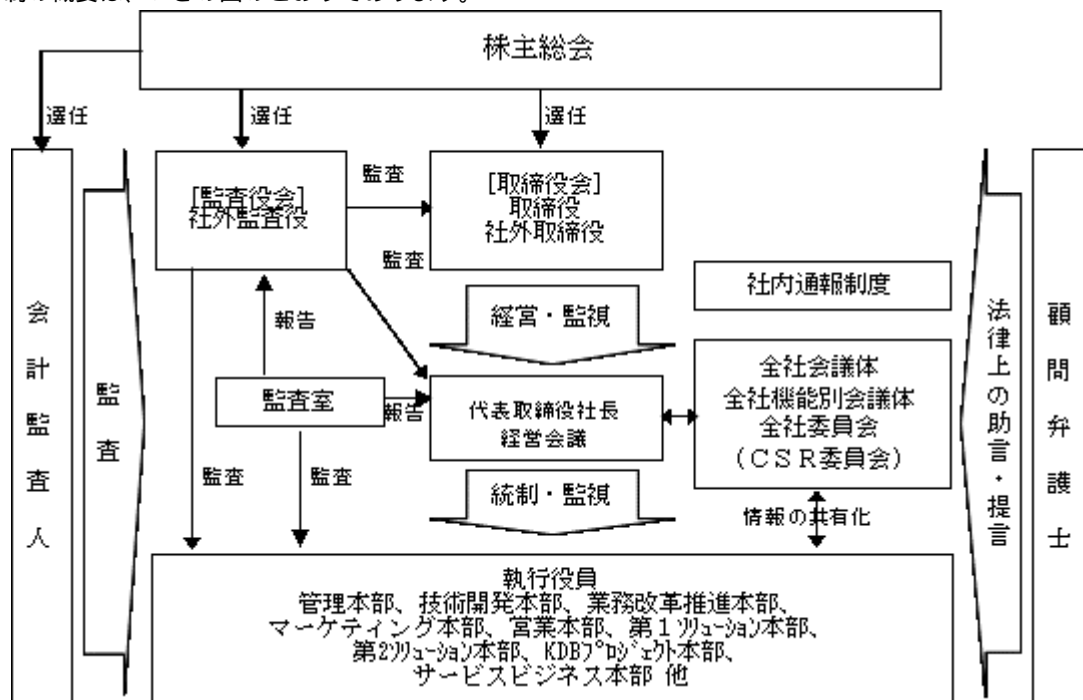 株主総会
選任
選任
選任
[監査役会]
社外監査役
監査
[取締役会]
取締役
社外取締役
監査
社内通報制度
経営・監視
報告
監査室
報告
代表取締役社長
経営会議
全社会議体
全社機能別会議体
全社委員会
(CSR委員会)
監査
監査
統制・監視
情報の共有化
会計監査人
監査
法律上の助言・提言
顧問弁護士
執行役員
管理本部、技術開発本部、業務改革推進本部、
マーケティング本部、営業本部、第1ソリューション本部、
第2ソリューション本部、KDBプロジェクト本部、
サービスビジネス本部 他